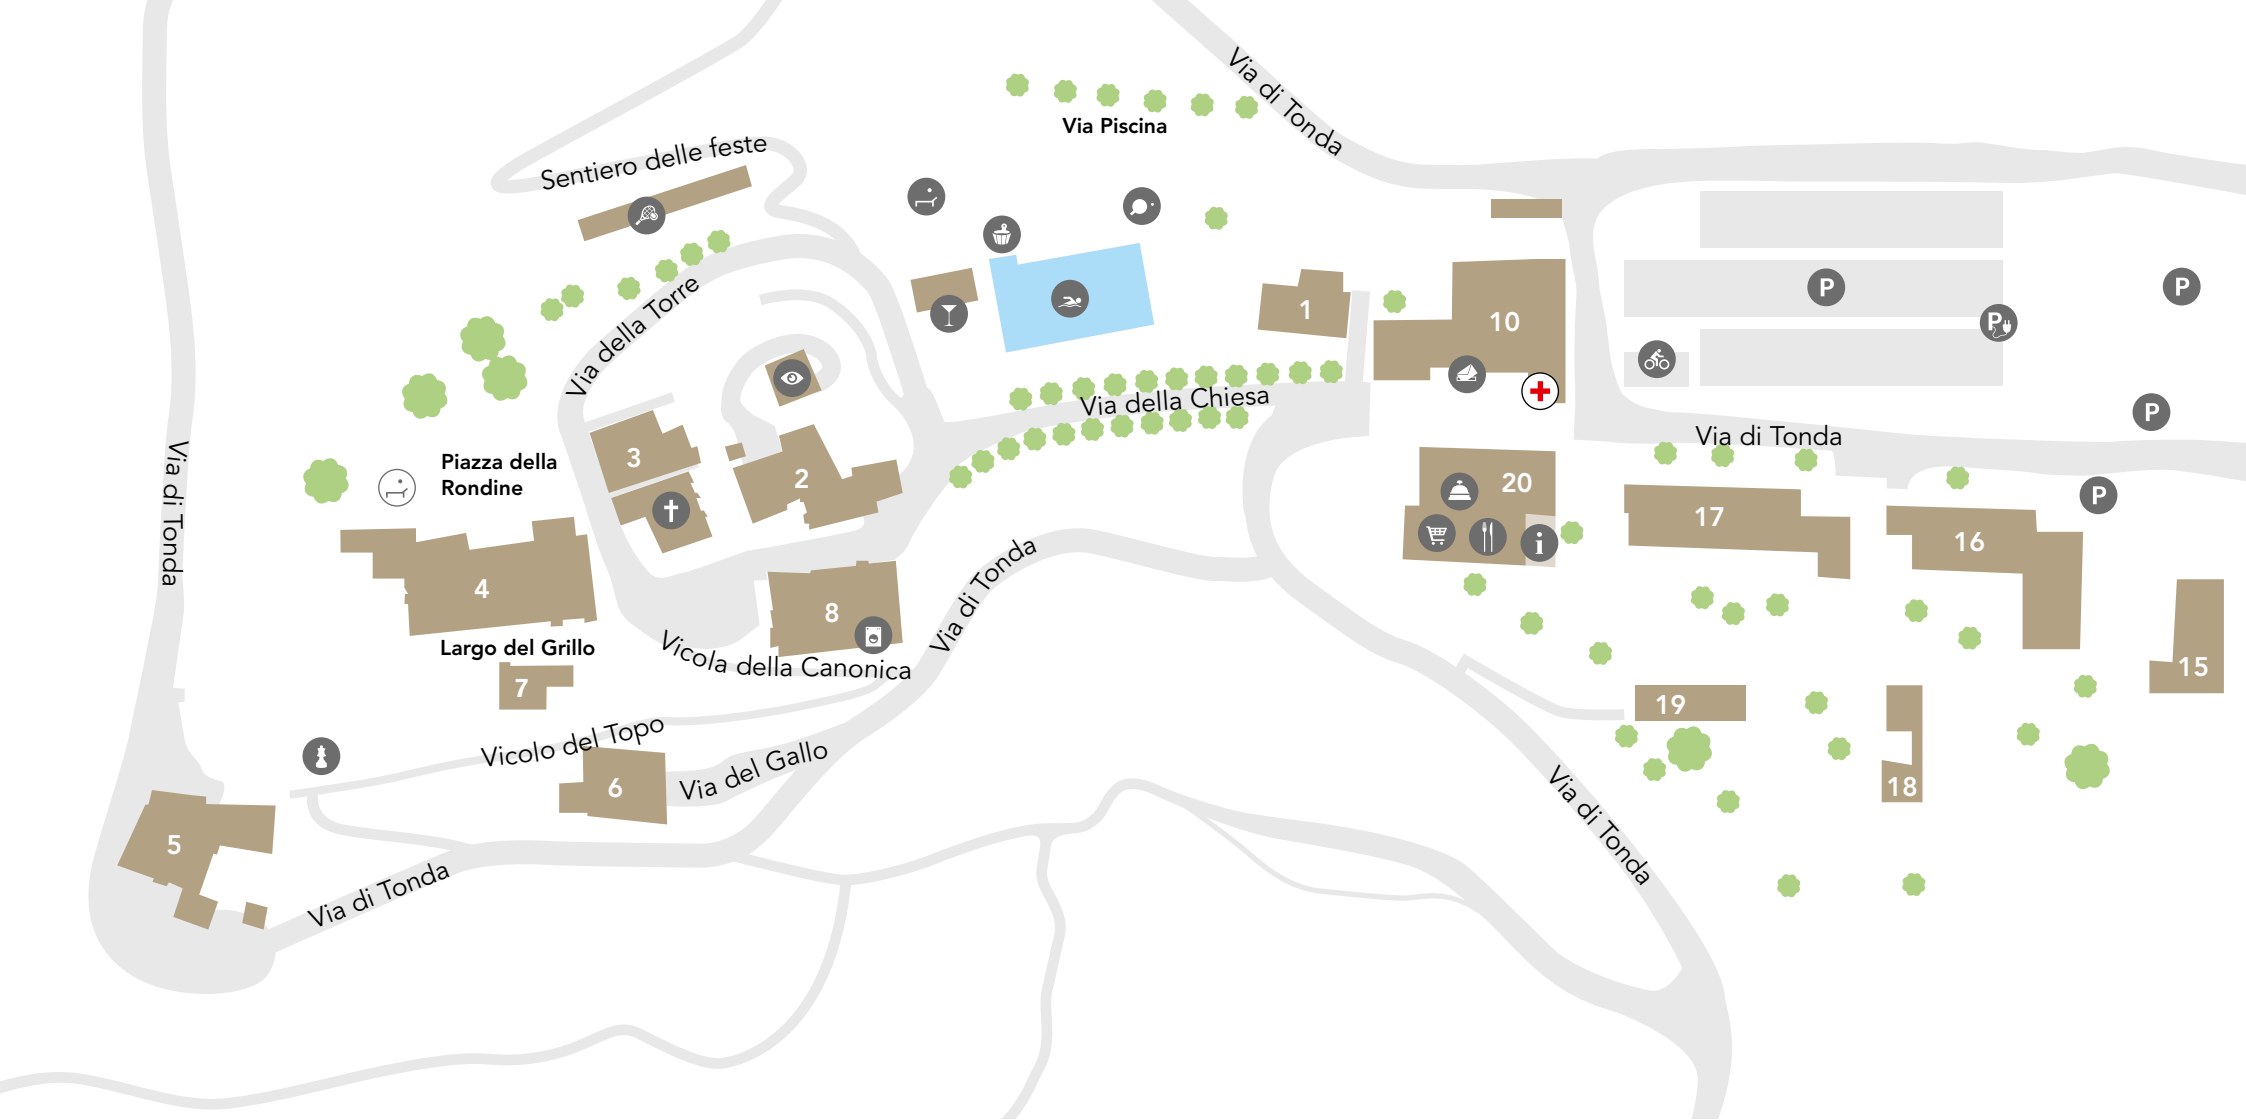 Via di Tonda
Via Piscina
Sentiero delle feste
P
P
1
10
P
Via della Torre
Via della Chiesa
P
Via di Tonda
Via di Tonda
Piazza della
Rondine
3
2
20
P
17
i
16
Via di Tonda
4
8
Largo del Grillo
Vicola della Canonica
15
7
19
Vicolo del Topo
Via del Gallo
6
18
Via di Tonda
5
Via di Tonda